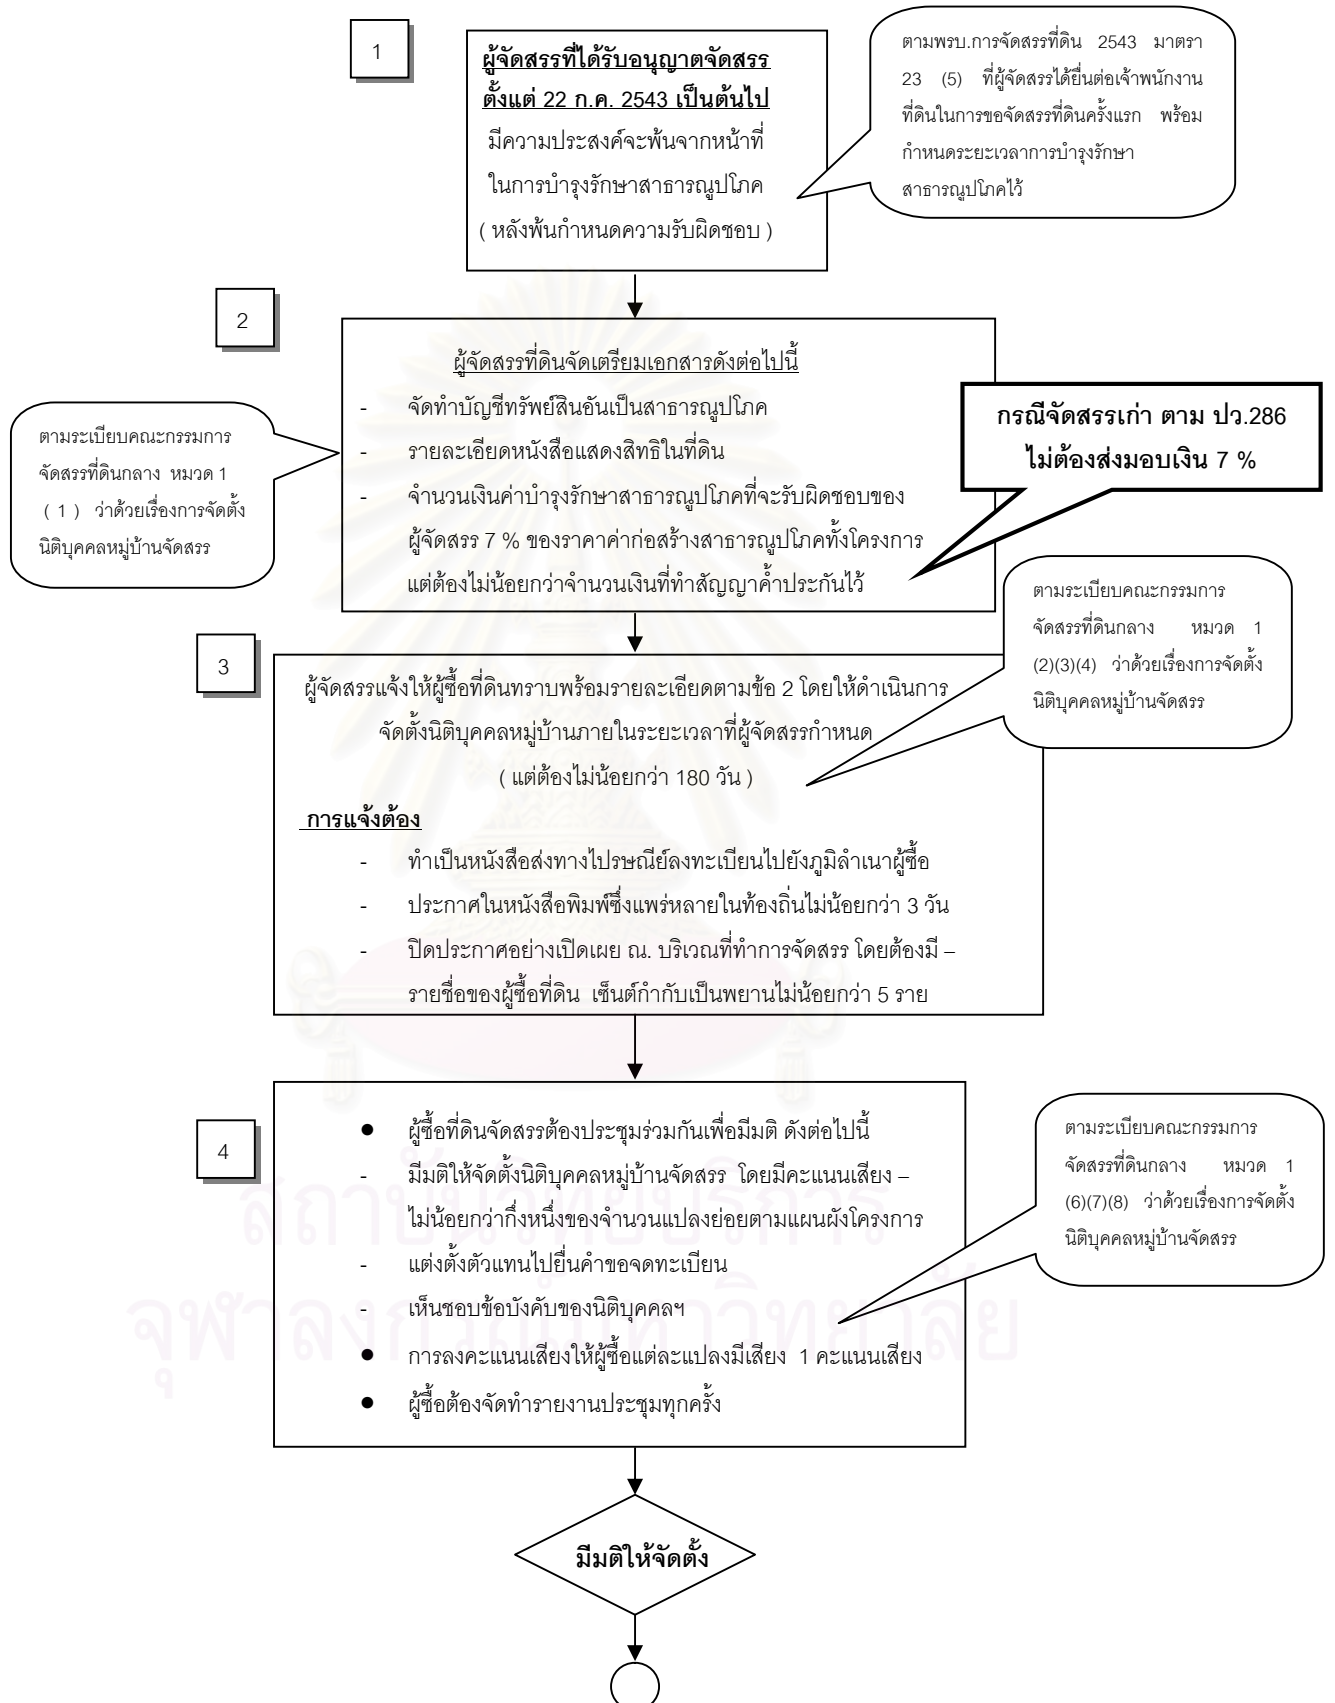 1
ผู้จัดสรรที่ได้รับอนุญาตจัดสรร
ตั้งแต่ 22 ก.ค. 2543 เป็นต้นไป
มีความประสงค์จะพ้นจากหน้าที่
ในการบำรุงรักษาสาธารณูปโภค
( หลังพ้นกำหนดความรับผิดชอบ )
ตามพรบ.การจัดสรรที่ดิน 2543 มาตรา
23 (5) ที่ผู้จัดสรรได้ยื่นต่อเจ้าพนักงาน
ที่ดินในการขอจัดสรรที่ดินครั้งแรก พร้อม
กำหนดระยะเวลาการบำรุงรักษา
สาธารณูปโภคไว้
2
ผู้จัดสรรที่ดินจัดเตรียมเอกสารดังต่อไปนี้
- จัดทำบัญชีทรัพย์สินอันเป็นสาธารณูปโภค
- รายละเอียดหนังสือแสดงสิทธิในที่ดิน
- จำนวนเงินค่าบำรุงรักษาสาธารณูปโภคที่จะรับผิดชอบของ
ผู้จัดสรร 7 % ของราคาค่าก่อสร้างสาธารณูปโภคทั้งโครงการ
แต่ต้องไม่น้อยกว่าจำนวนเงินที่ทำสัญญาค้ำประกันไว้
ตามระเบียบคณะกรรมการ
จัดสรรที่ดินกลาง หมวด 1
( 1 ) ว่าด้วยเรื่องการจัดตั้ง
นิติบุคคลหมู่บ้านจัดสรร
กรณีจัดสรรเก่า ตาม ปว.286
ไม่ต้องส่งมอบเงิน 7 %
3
ผู้จัดสรรแจ้งให้ผู้ซื้อที่ดินทราบพร้อมรายละเอียดตามข้อ 2 โดยให้ดำเนินการ
จัดตั้งนิติบุคคลหมู่บ้านภายในระยะเวลาที่ผู้จัดสรรกำหนด
( แต่ต้องไม่น้อยกว่า 180 วัน )
การแจ้งต้อง
- ทำเป็นหนังสือส่งทางไปรษณีย์ลงทะเบียนไปยังภูมิลำเนาผู้ซื้อ
- ประกาศในหนังสือพิมพ์ซึ่งแพร่หลายในท้องถิ่นไม่น้อยกว่า 3 วัน
- ปิดประกาศอย่างเปิดเผย ณ. บริเวณที่ทำการจัดสรร โดยต้องมี –
รายชื่อของผู้ซื้อที่ดิน เซ็นต์กำกับเป็นพยานไม่น้อยกว่า 5 ราย
ตามระเบียบคณะกรรมการ
จัดสรรที่ดินกลาง หมวด 1
(2)(3)(4) ว่าด้วยเรื่องการจัดตั้ง
นิติบุคคลหมู่บ้านจัดสรร
4
● ผู้ซื้อที่ดินจัดสรรต้องประชุมร่วมกันเพื่อมีมติ ดังต่อไปนี้
- มีมติให้จัดตั้งนิติบุคคลหมู่บ้านจัดสรร โดยมีคะแนนเสียง –
ไม่น้อยกว่ากึ่งหนึ่งของจำนวนแปลงย่อยตามแผนผังโครงการ
- แต่งตั้งตัวแทนไปยื่นคำขอจดทะเบียน
- เห็นชอบข้อบังคับของนิติบุคคลฯ
● การลงคะแนนเสียงให้ผู้ซื้อแต่ละแปลงมีเสียง 1 คะแนนเสียง
● ผู้ซื้อต้องจัดทำรายงานประชุมทุกครั้ง
ตามระเบียบคณะกรรมการ
จัดสรรที่ดินกลาง หมวด 1
(6)(7)(8) ว่าด้วยเรื่องการจัดตั้ง
นิติบุคคลหมู่บ้านจัดสรร
สถาบันวิทยบริการ
จุฬาลงกรณ์มหาวิทยาลัย
มีมติให้จัดตั้ง